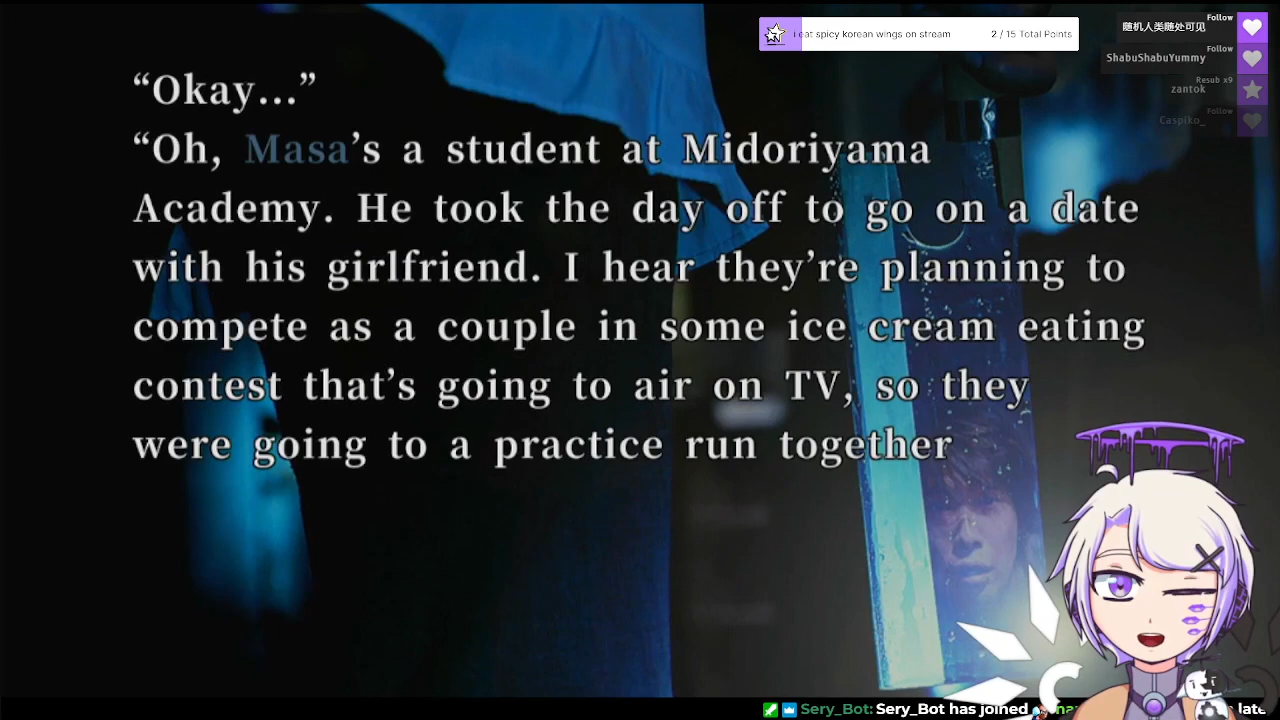 i eat spicy korean wings on stream 2 / 15 Total Points
Follow
随机人类随处可见
Follow
ShabuShabuYummy
Resub x9
zantok
Follow
Caspiko_
“Okay...”
“Oh, Masa’s a student at Midoriyama
Academy. He took the day off to go on a date
with his girlfriend. I hear they’re planning to
compete as a couple in some ice cream eating
contest that’s going to air on TV, so they
were going to a practice run together
Sery_Bot: Sery_Bot has joined late